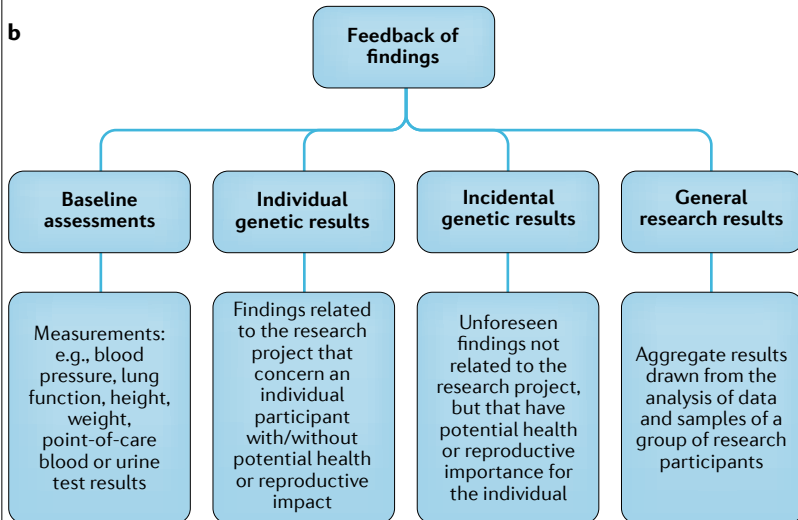 b
Feedback of
findings
Baseline
assessments
Individual
genetic results
Incidental
genetic results
General
research results
Measurements:
e.g., blood
pressure, lung
function, height,
weight,
point-of-care
blood or urine
test results
Findings related
to the research
project that
concern an
individual
participant
with/without
potential health
or reproductive
impact
Unforeseen
findings not
related to the
research project,
but that have
potential health
or reproductive
importance for
the individual
Aggregate results
drawn from the
analysis of data
and samples of a
group of research
participants